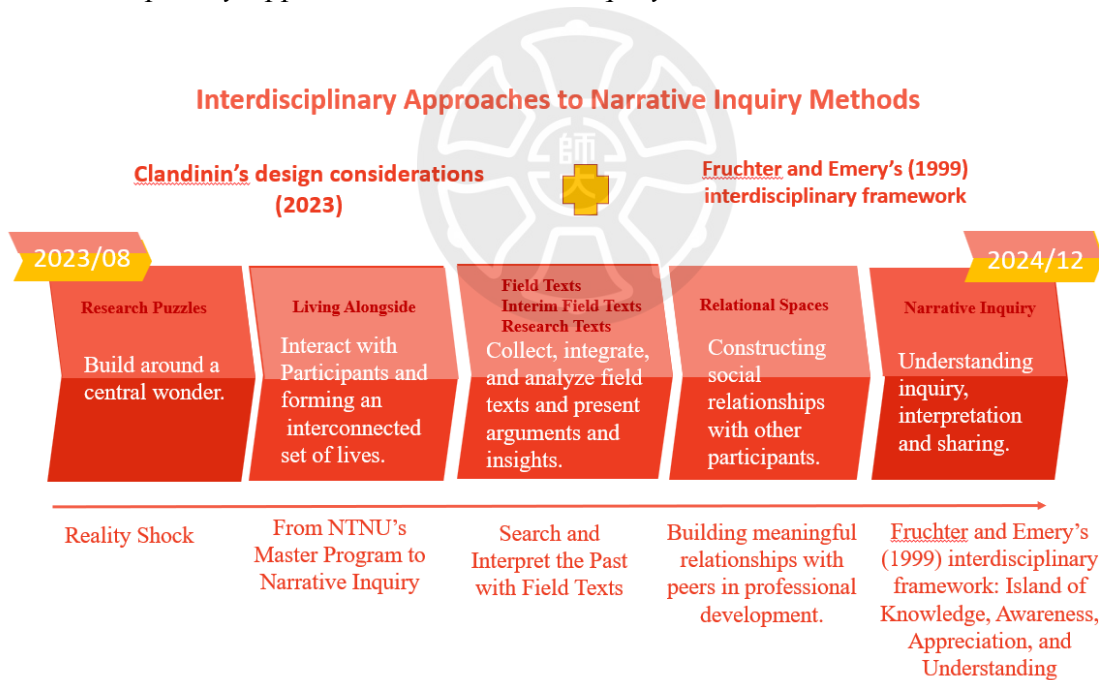 Interdisciplinary Approaches to Narrative Inquiry Methods
師
大
Clandinin's design considerations
(2023)
Fruchter and Emery's (1999)
interdisciplinary framework
2023/08
2024/12
Research Puzzles
Build around a
central wonder.
Living Alongside
Interact with
Participants and
forming an
interconnected
set of lives.
Field Texts
Interim Field Texts
Research Texts
Collect, integrate,
and analyze field
texts and present
arguments and
insights.
Relational Spaces
Constructing
social
relationships
with other
participants.
Narrative Inquiry
Understanding
inquiry,
interpretation
and sharing.
Reality Shock
From NTNU's
Master Program to
Narrative Inquiry
Search and
Interpret the Past
with Field Texts
Building meaningful
relationships with
peers in professional
development.
Fruchter and Emery's
(1999) interdisciplinary
framework: Island of
Knowledge, Awareness,
Appreciation, and
Understanding